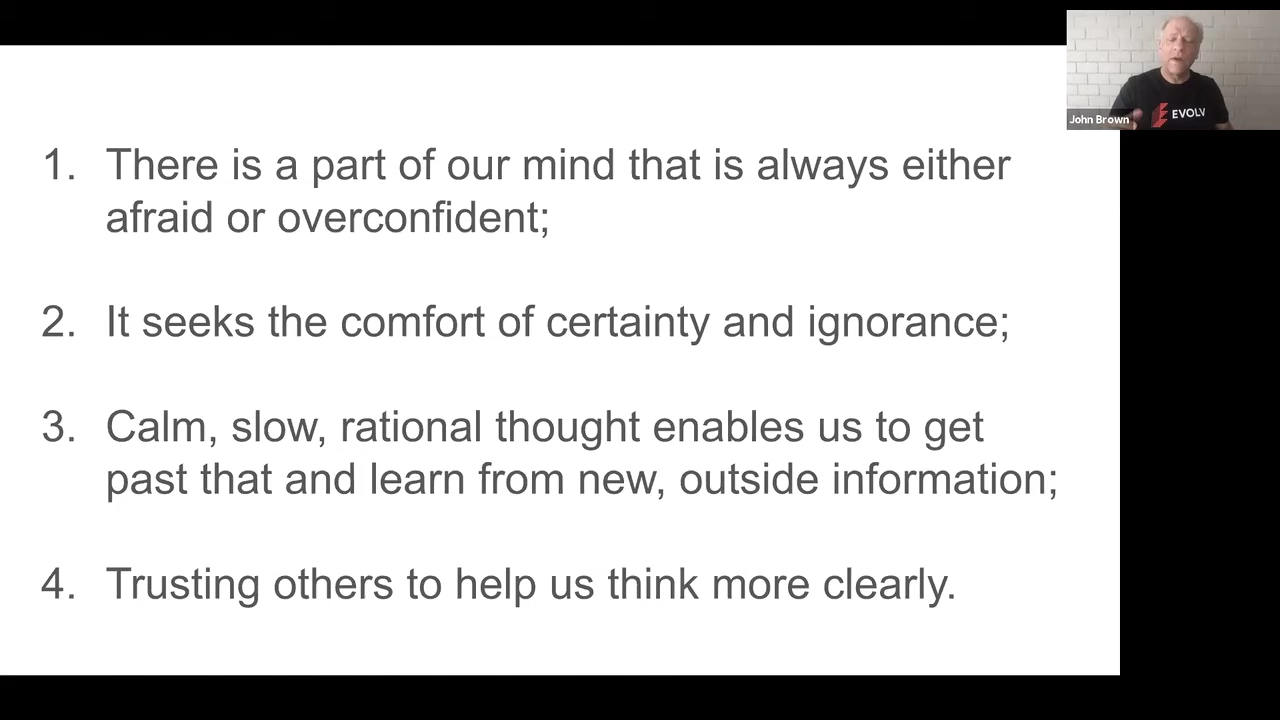 1. There is a part of our mind that is always either
afraid or overconfident;
2. It seeks the comfort of certainty and ignorance;
3. Calm, slow, rational thought enables us to get
past that and learn from new, outside information;
4. Trusting others to help us think more clearly.
EVOLV
John Brown